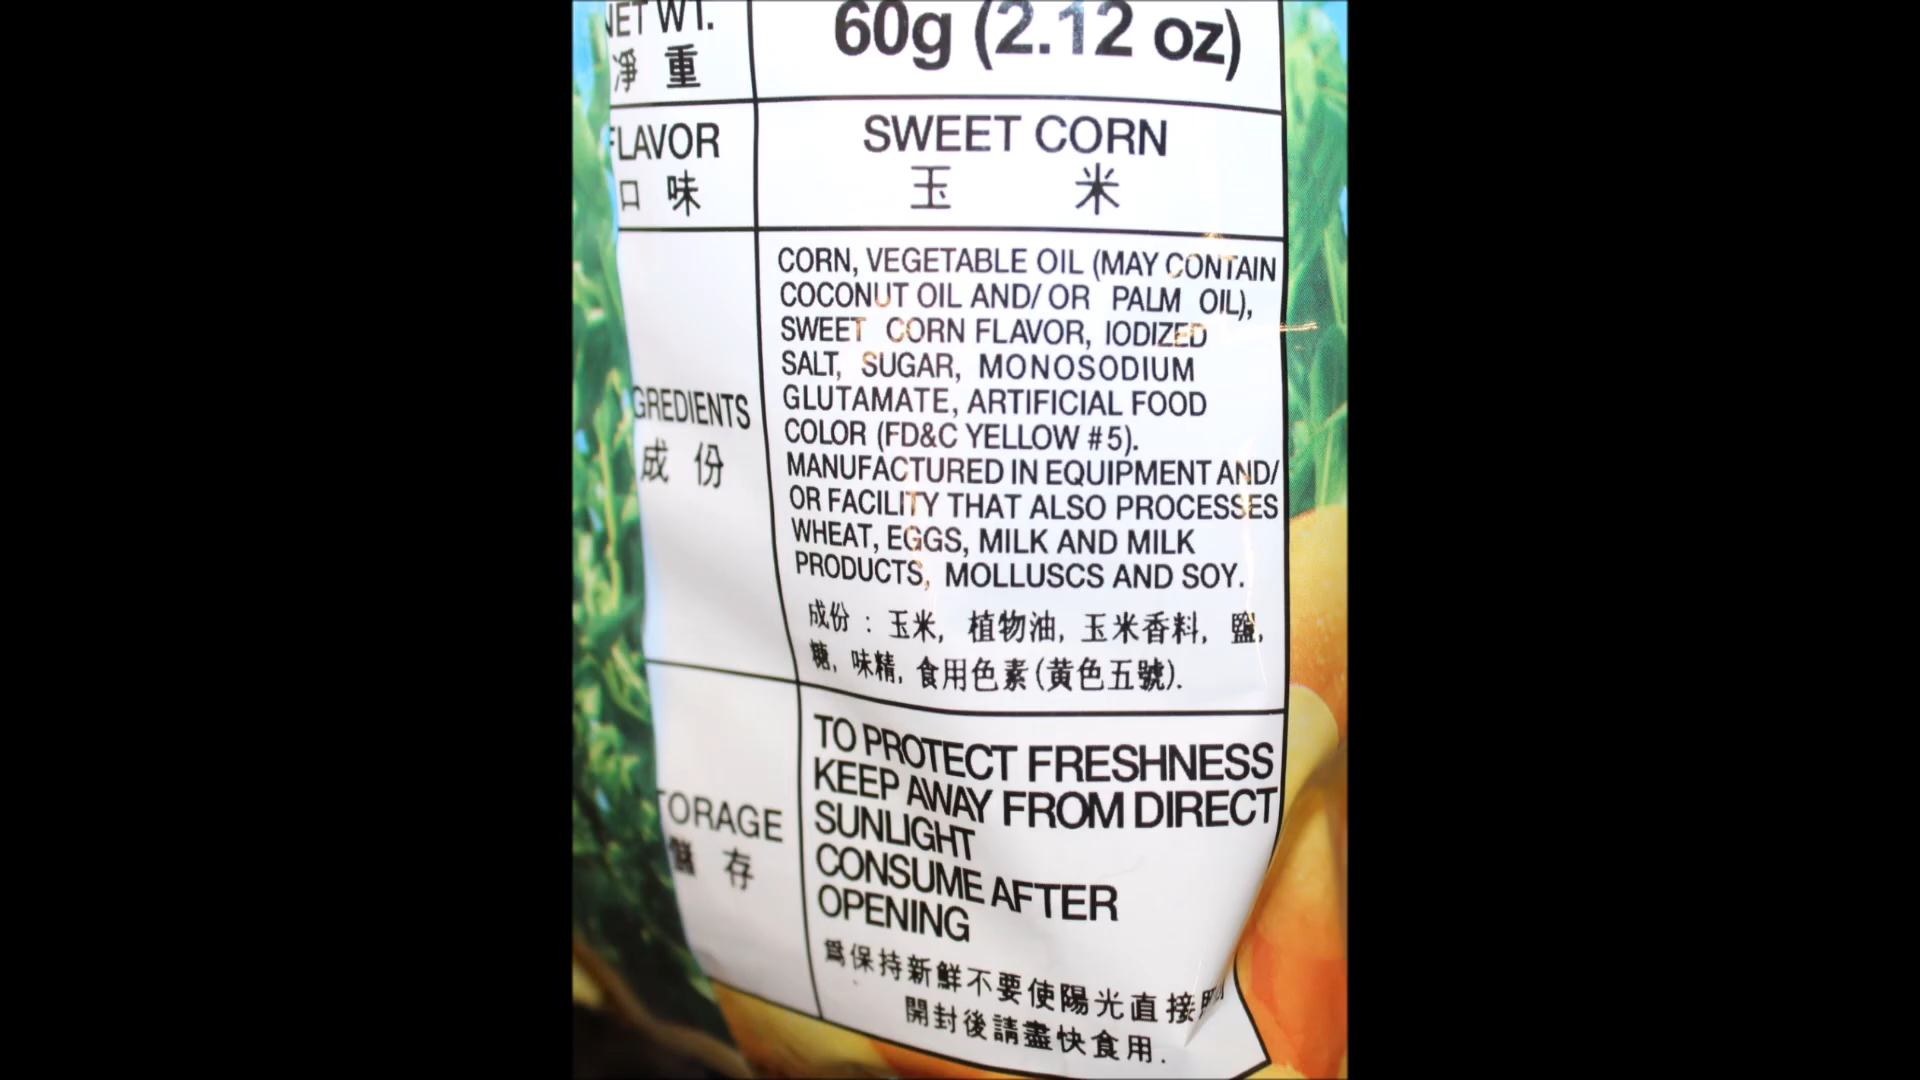 NET WT.
淨 重
60g (2.12 oz)
FLAVOR
口 味
SWEET CORN
玉 米
GREDIENTS
成 份
CORN, VEGETABLE OIL (MAY CONTAIN
COCONUT OIL AND/ OR PALM OIL),
SWEET CORN FLAVOR, IODIZED
SALT, SUGAR, MONOSODIUM
GLUTAMATE, ARTIFICIAL FOOD
COLOR (FD&C YELLOW #5).
MANUFACTURED IN EQUIPMENT AND/
OR FACILITY THAT ALSO PROCESSES
WHEAT, EGGS, MILK AND MILK
PRODUCTS, MOLLUSCS AND SOY.
成份 : 玉米, 植物油, 玉米香料, 鹽,
糖, 味精, 食用色素(黄色五號).
TORAGE
儲 存
TO PROTECT FRESHNESS
KEEP AWAY FROM DIRECT
SUNLIGHT
CONSUME AFTER
OPENING
爲保持新鮮不要使陽光直接
開封後請盡快食用.